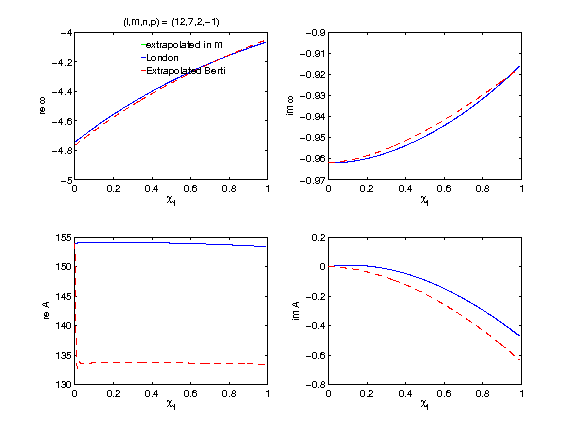 (l,m,n,p) = (12,7,2,−1)
−4
−4.2
−4.4
−4.6
−4.8
−5
re ω
extrapolated in m
London
Extrapolated Berti
0 0.2 0.4 0.6 0.8 1
χf
−0.9
−0.91
−0.92
−0.93
−0.94
−0.95
−0.96
−0.97
im ω
0 0.2 0.4 0.6 0.8 1
χf
155
150
145
140
135
130
re A
0 0.2 0.4 0.6 0.8 1
χf
0.2
0
−0.2
−0.4
−0.6
−0.8
im A
0 0.2 0.4 0.6 0.8 1
χf